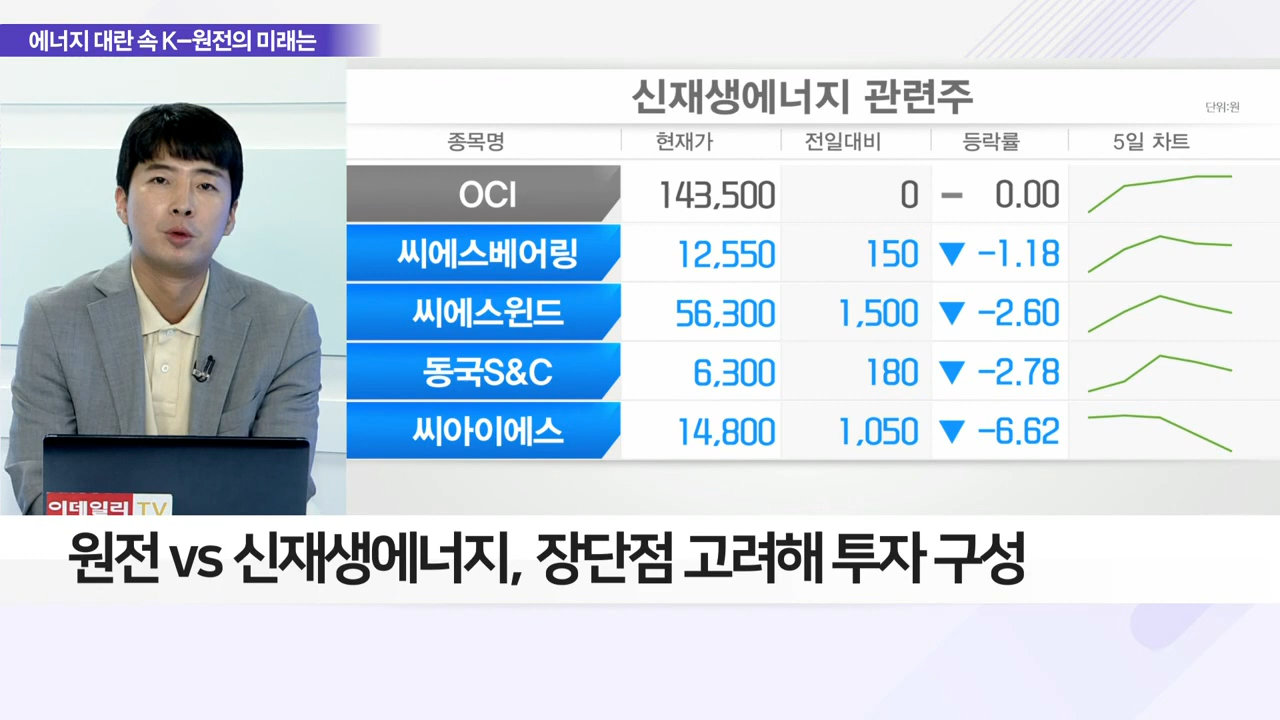 에너지 대란 속 K-원전의 미래는
신재생에너지 관련주
단위:원
종목명 현재가 전일대비 등락률 5일 차트
OCI 143,500 0 - 0.00
씨에스베어링 12,550 150 ▼ -1.18
씨에스윈드 56,300 1,500 ▼ -2.60
동국S&C 6,300 180 ▼ -2.78
씨아이에스 14,800 1,050 ▼ -6.62
이데일리 TV
원전 vs 신재생에너지, 장단점 고려해 투자 구성